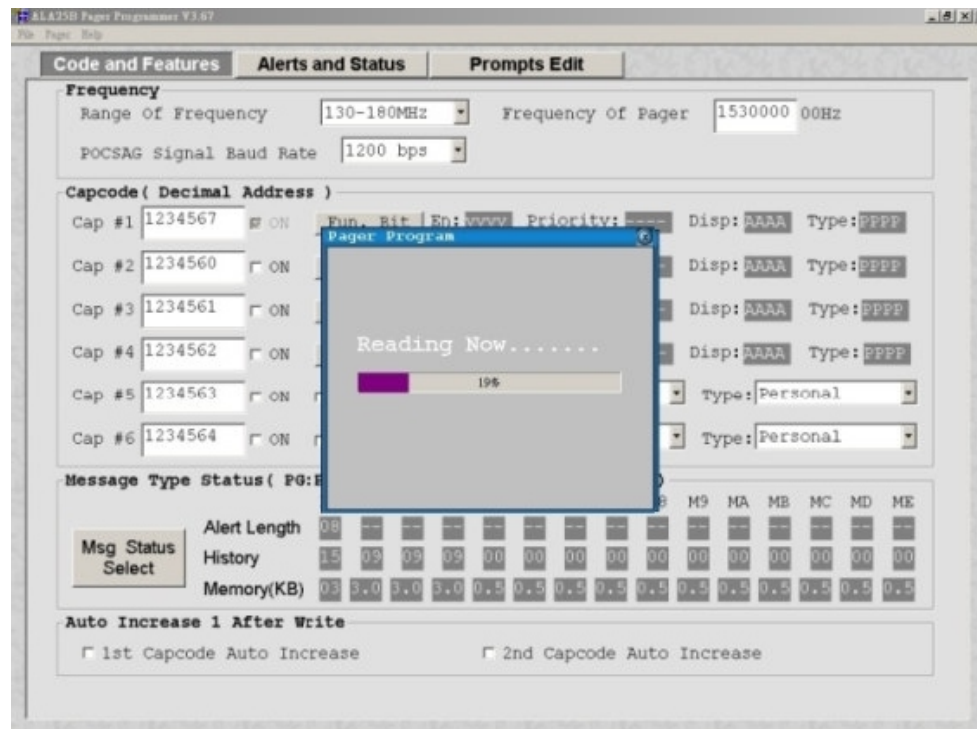 ALA25B Pager Programmer V3.67
File Pager Help
Code and Features Alerts and Status Prompts Edit
Frequency
Range Of Frequency 130-180MHz Frequency Of Pager 1530000 00Hz
POCSAG Signal Baud Rate 1200 bps
Capcode( Decimal Address )
Cap #1 1234567 ON Fun. Bit En: yyyy Priority: ---- Disp: AAAA Type: PPPP
Pager Program
Cap #2 1234560 ON Disp: AAAA Type: PPPP
Cap #3 1234561 ON Disp: AAAA Type: PPPP
Reading Now.......
Cap #4 1234562 ON Disp: AAAA Type: PPPP
19%
Cap #5 1234563 ON Type: Personal
Cap #6 1234564 ON Type: Personal
Message Type Status( PG:
M9 MA MB MC MD ME
Alert Length 08 -- -- -- -- -- -- -- -- -- -- -- -- -- --
Msg Status Select
History 15 09 09 09 00 00 00 00 00 00 00 00 00 00 00
Memory(KB) 03 3.0 3.0 3.0 0.5 0.5 0.5 0.5 0.5 0.5 0.5 0.5 0.5 0.5 0.5
Auto Increase 1 After Write
1st Capcode Auto Increase 2nd Capcode Auto Increase